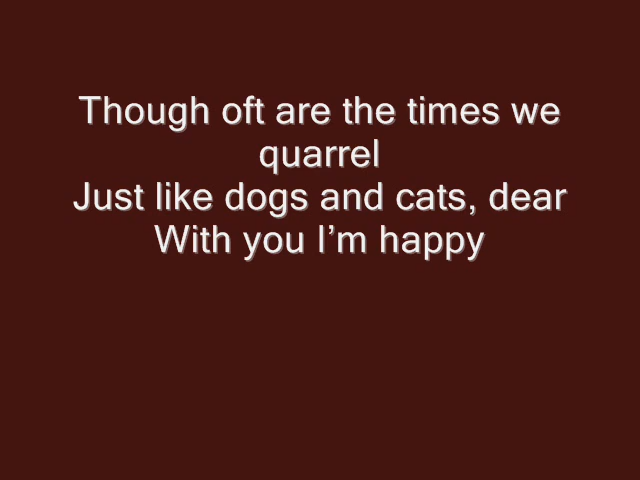 Though oft are the times we
quarrel
Just like dogs and cats, dear
With you I’m happy